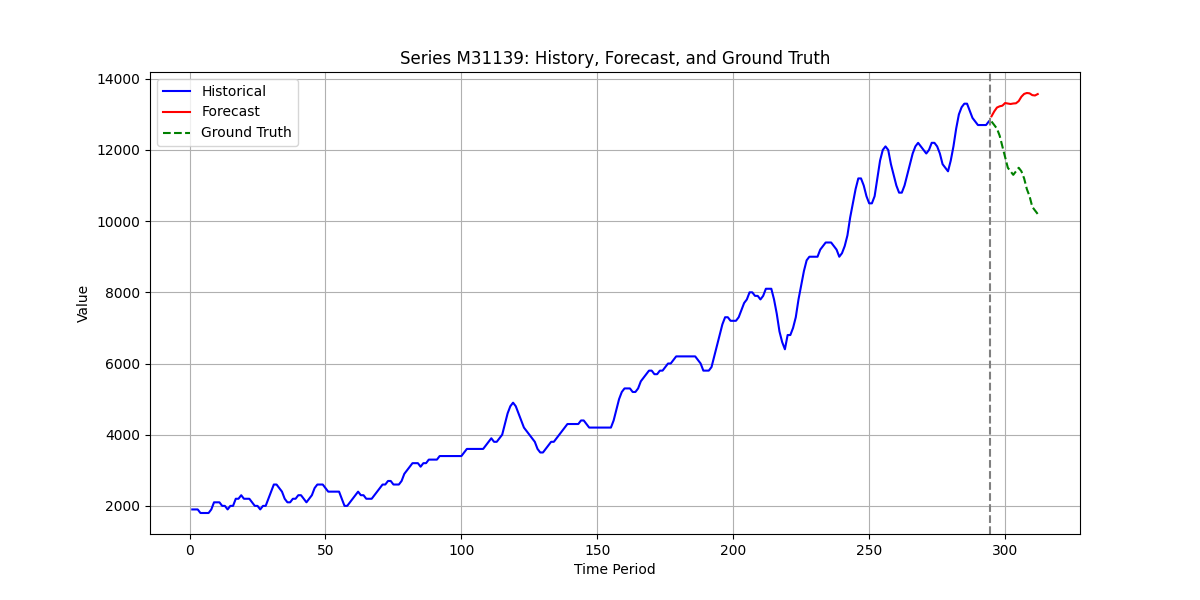 Series M31139: History, Forecast, and Ground Truth
Historical
Forecast
Ground Truth
14000
12000
10000
8000
6000
4000
2000
Value
0 50 100 150 200 250 300
Time Period